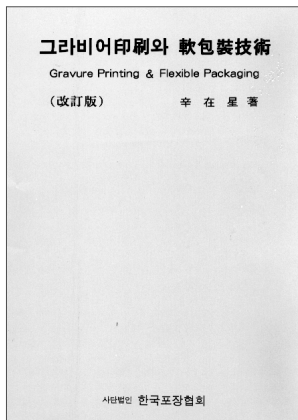 그라비어印刷와 軟包裝技術
Gravure Printing & Flexible Packaging
(改訂版) 辛 在 星 著
사단법인 한국포장협회